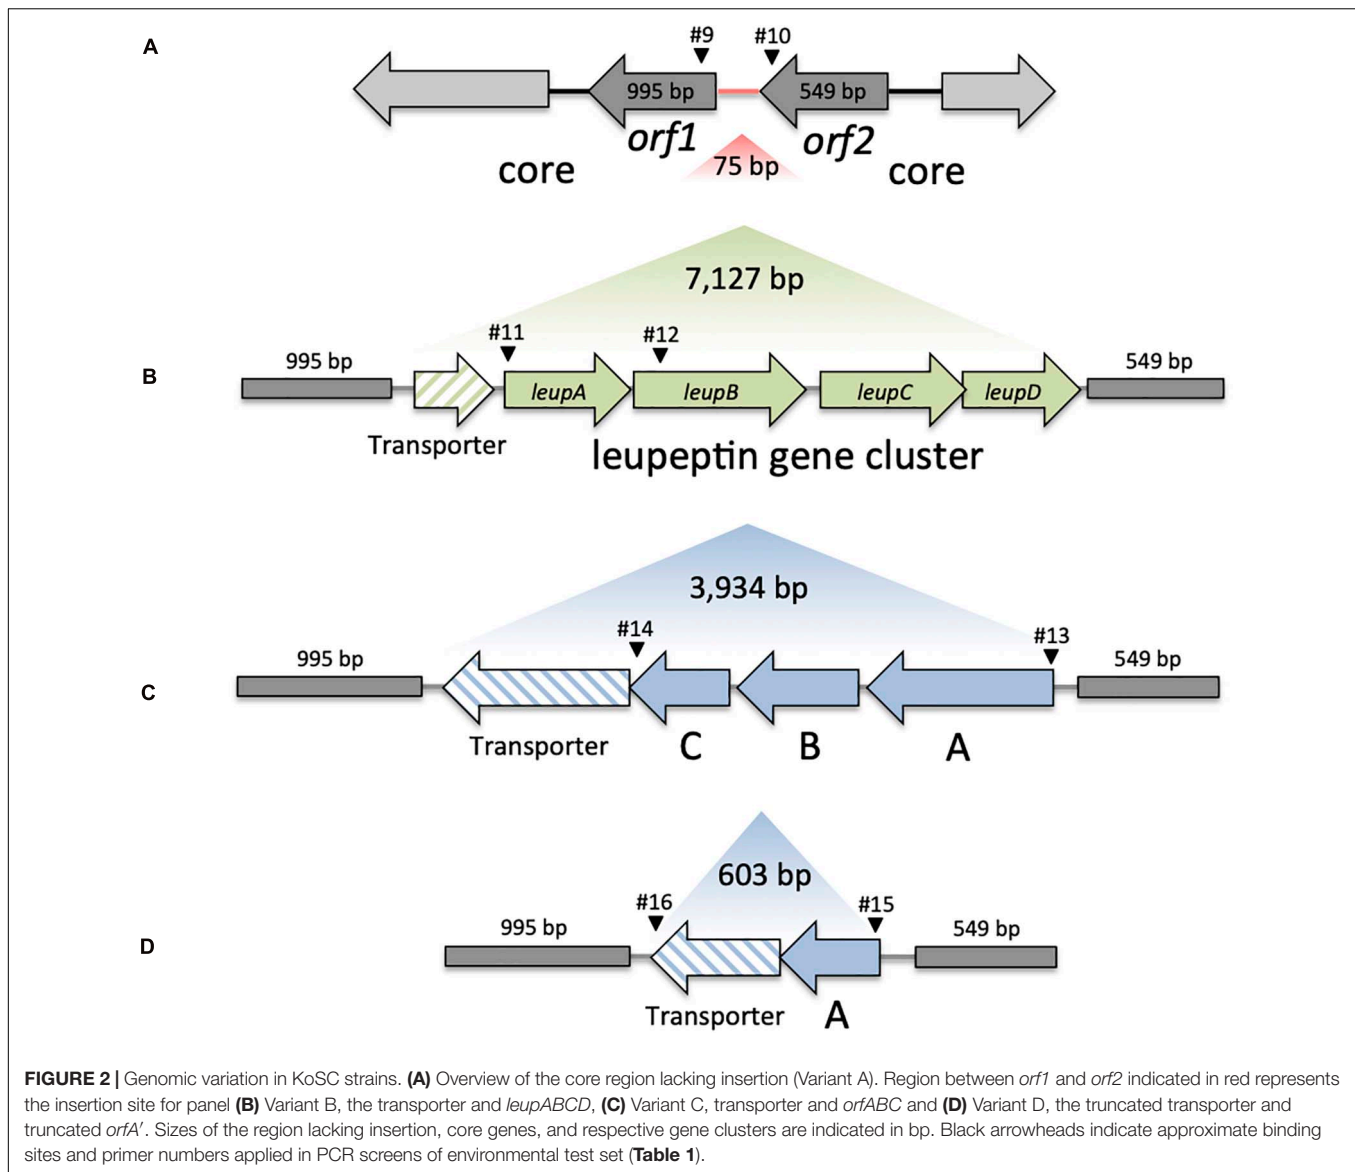 A
#9
#10
995 bp
549 bp
orf1
orf2
core
75 bp
core
7,127 bp
#11
#12
B
995 bp
549 bp
leupA
leupB
leupC
leupD
Transporter
leupeptin gene cluster
3,934 bp
#14
#13
C
995 bp
549 bp
Transporter
C
B
A
603 bp
#16
#15
D
995 bp
549 bp
Transporter
A
FIGURE 2 | Genomic variation in KoSC strains. (A) Overview of the core region lacking insertion (Variant A). Region between orf1 and orf2 indicated in red represents
the insertion site for panel (B) Variant B, the transporter and leupABCD, (C) Variant C, transporter and orfABC and (D) Variant D, the truncated transporter and
truncated orfA′. Sizes of the region lacking insertion, core genes, and respective gene clusters are indicated in bp. Black arrowheads indicate approximate binding
sites and primer numbers applied in PCR screens of environmental test set (Table 1).